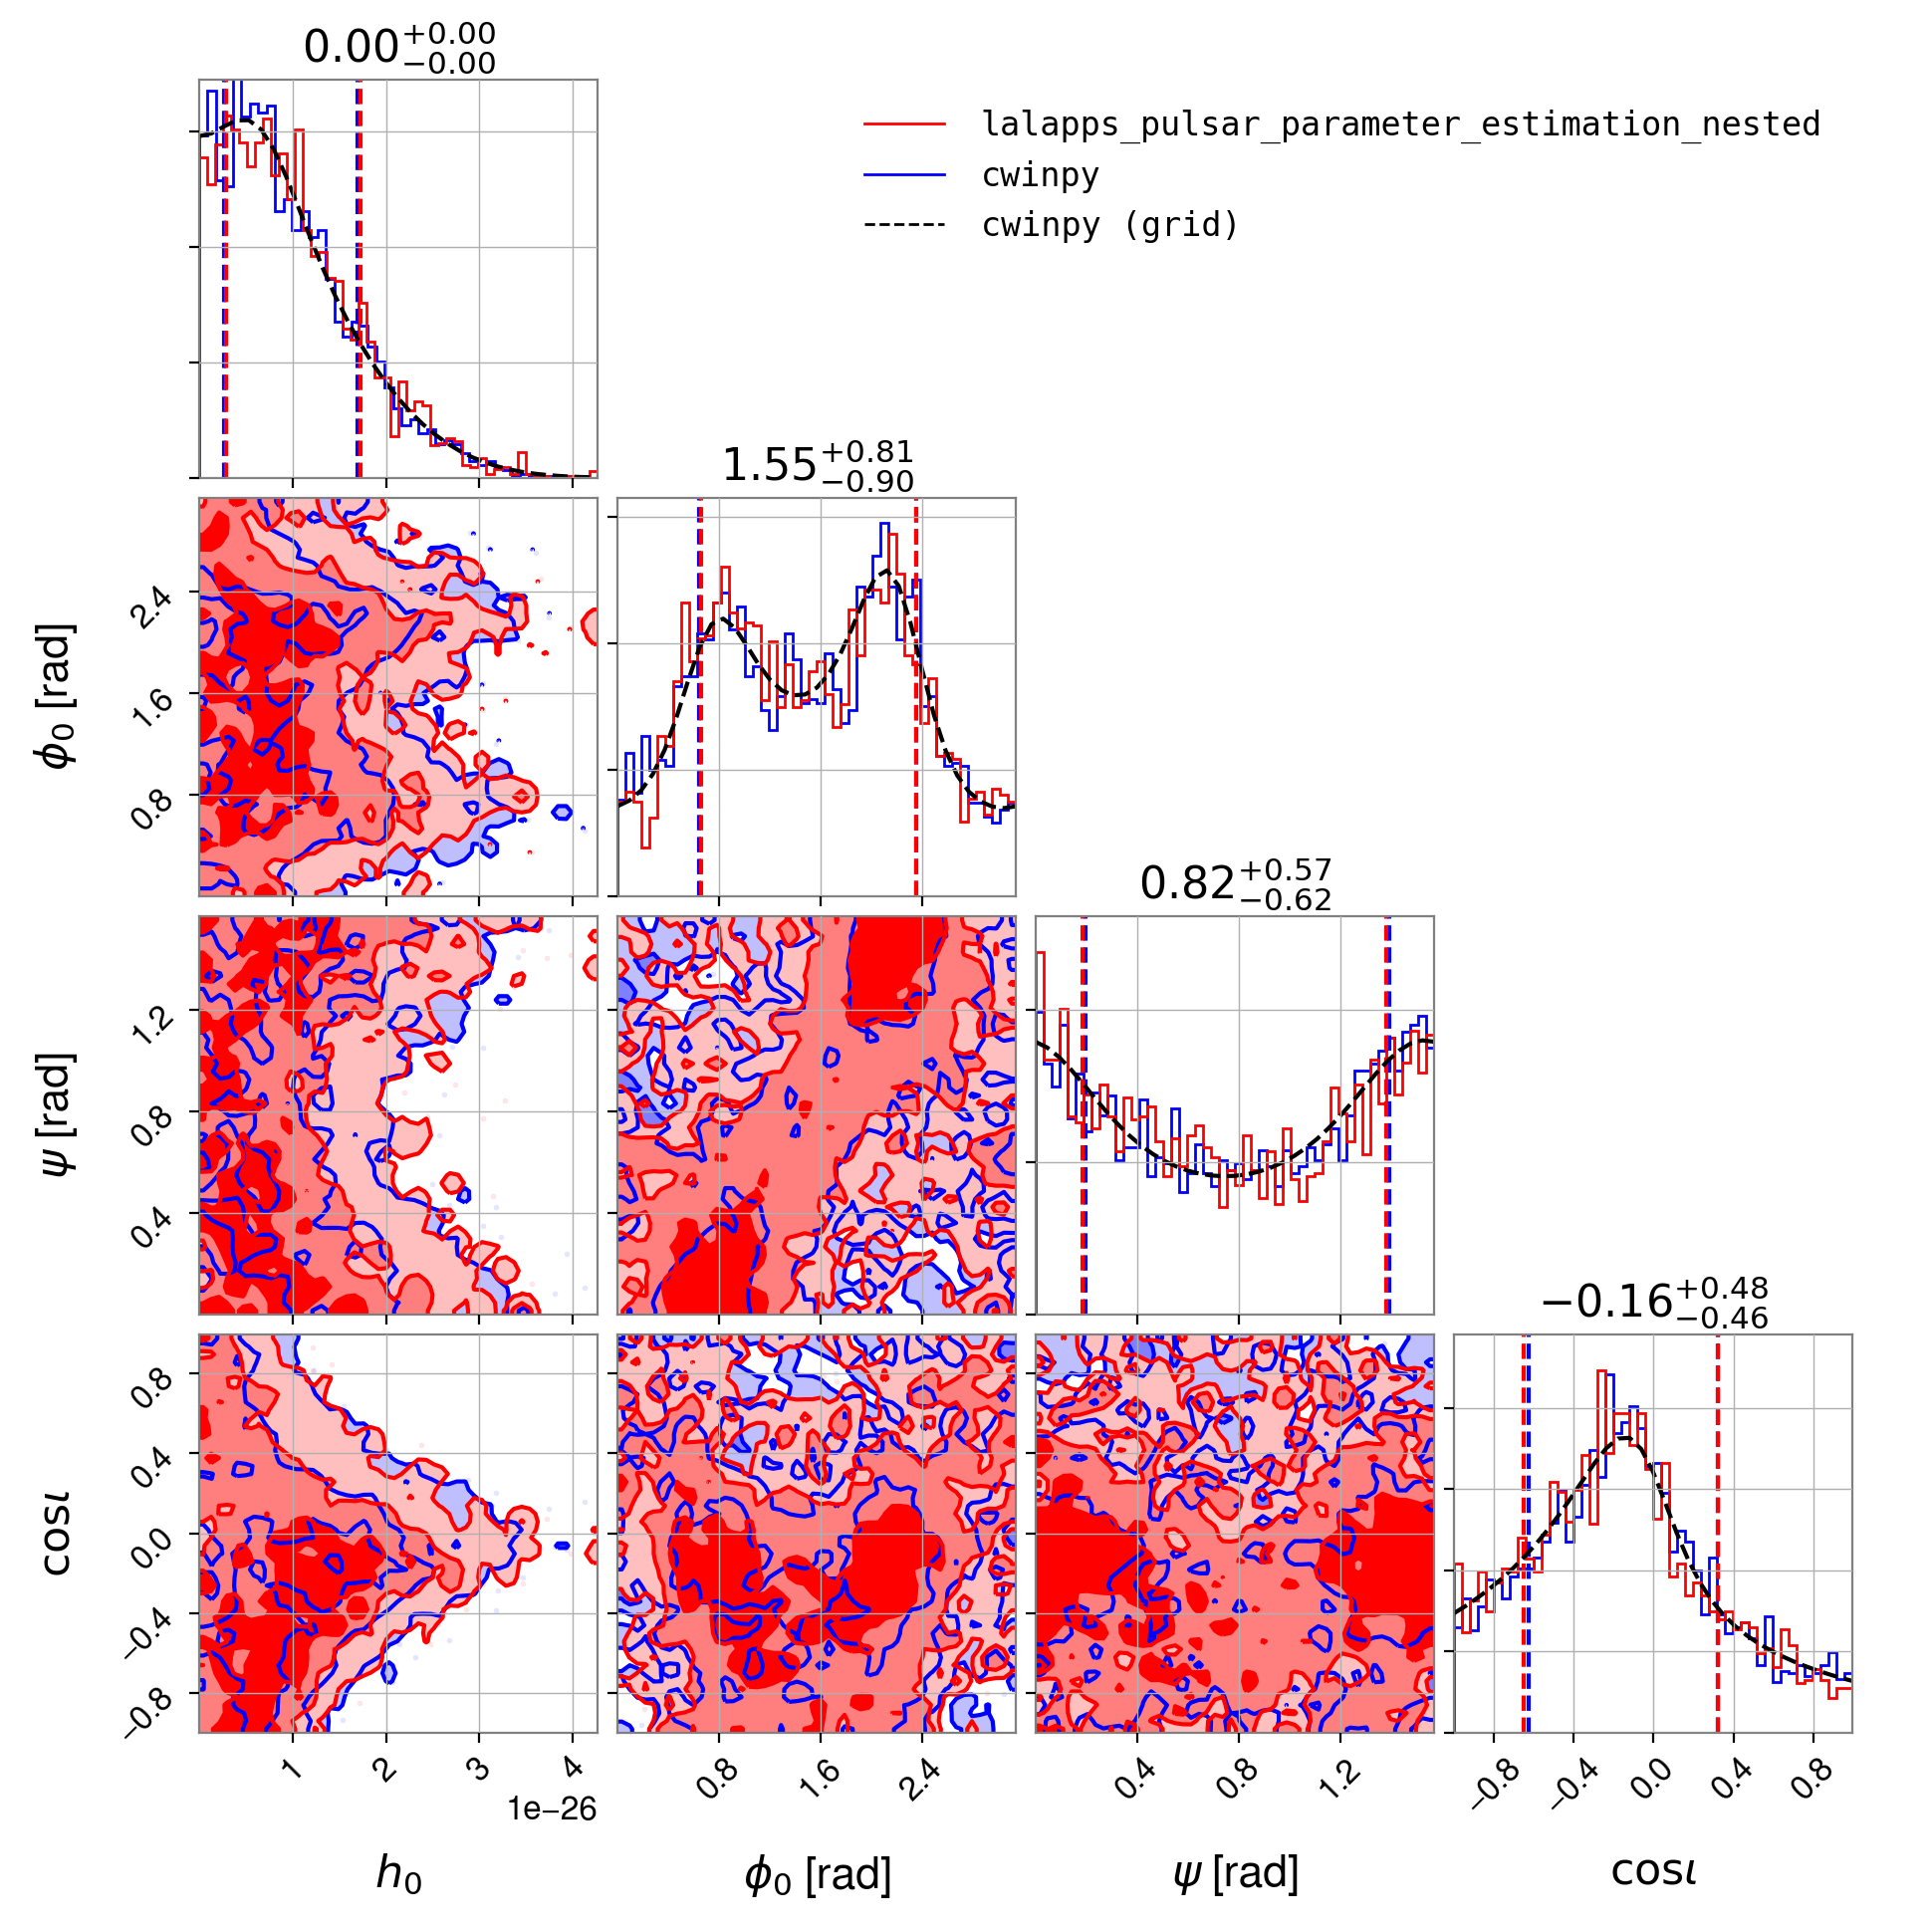 0.00+0.00−0.00
lalapps_pulsar_parameter_estimation_nested
cwinpy
cwinpy (grid)
1.55+0.81−0.90
ϕ0 [rad]
2.4
1.6
0.8
0.82+0.57−0.62
ψ [rad]
1.2
0.8
0.4
−0.16+0.48−0.46
cosι
0.8
0.4
0.0
−0.4
−0.8
1 2 3 4
1e−26
0.8 1.6 2.4
0.4 0.8 1.2
−0.8 −0.4 0.0 0.4 0.8
h0
ϕ0 [rad]
ψ [rad]
cosι